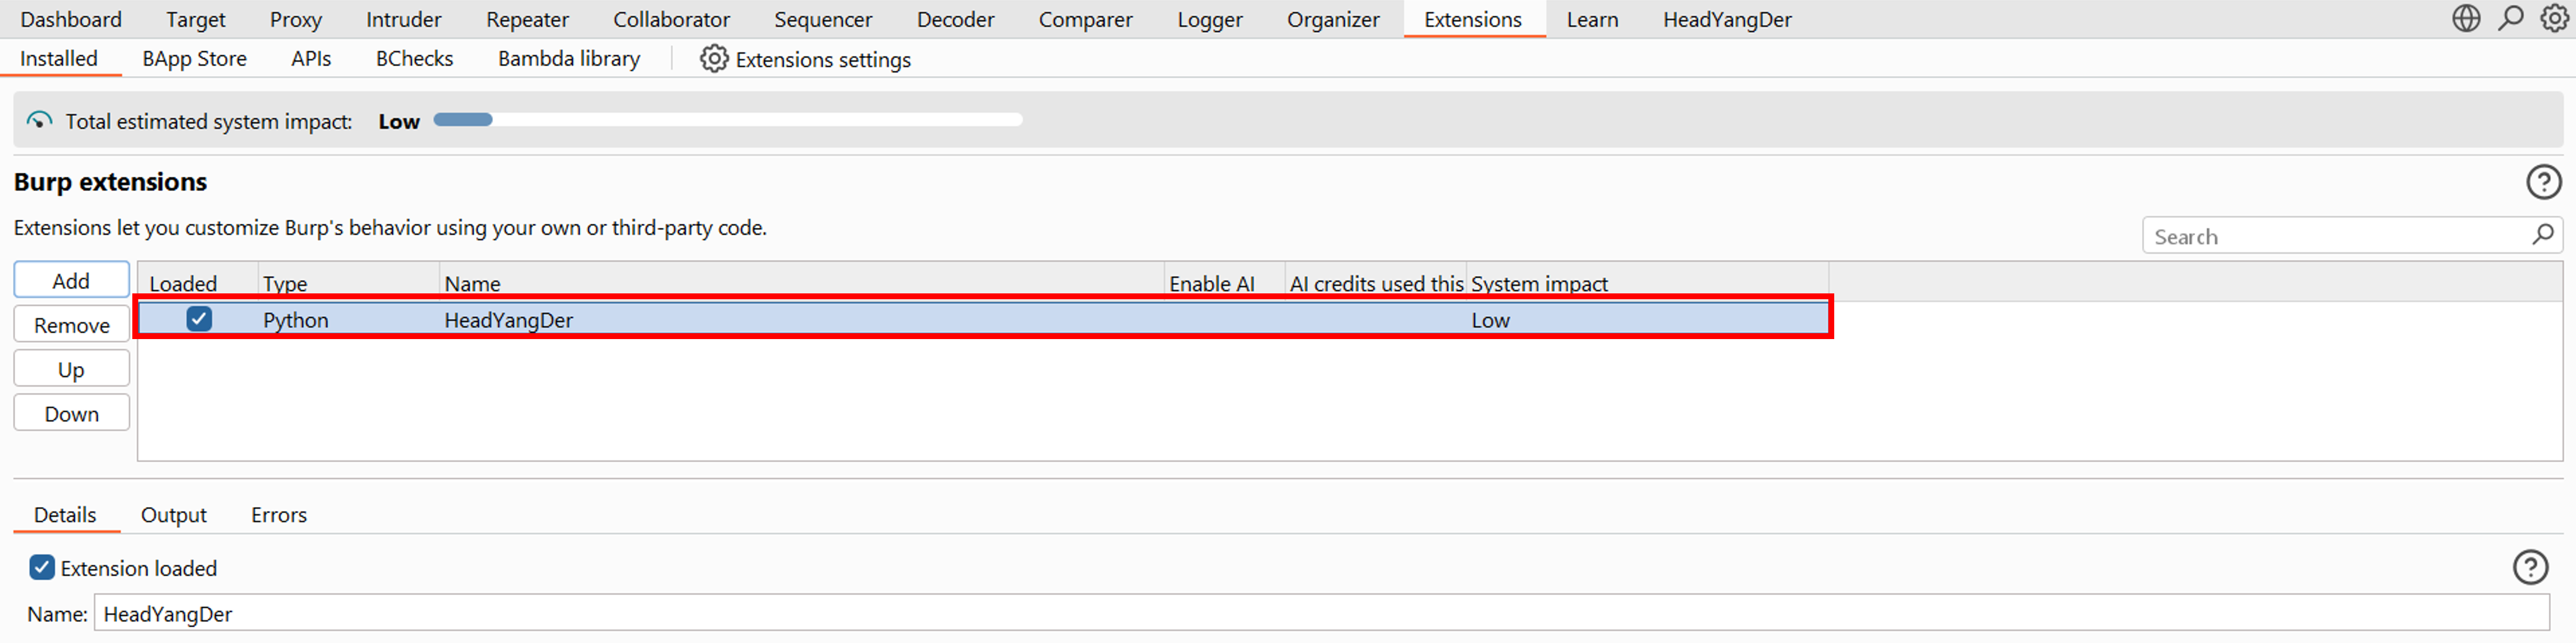 Dashboard Target Proxy Intruder Repeater Collaborator Sequencer Decoder Comparer Logger Organizer Extensions Learn HeadYangDer
Installed BApp Store APIs BChecks Bambda library Extensions settings
Total estimated system impact: Low
Burp extensions
Extensions let you customize Burp's behavior using your own or third-party code.
Search
Add
Loaded Type Name Enable AI AI credits used this System impact
Python HeadYangDer Low
Remove
Up
Down
Details Output Errors
Extension loaded
Name: HeadYangDer